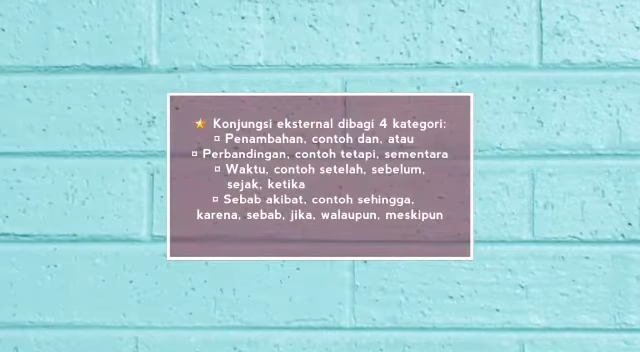 ⭐ Konjungsi eksternal dibagi 4 kategori:
¤ Penambahan, contoh dan, atau
¤ Perbandingan, contoh tetapi, sementara
¤ Waktu, contoh setelah, sebelum,
sejak, ketika
¤ Sebab akibat, contoh sehingga,
karena, sebab, jika, walaupun, meskipun